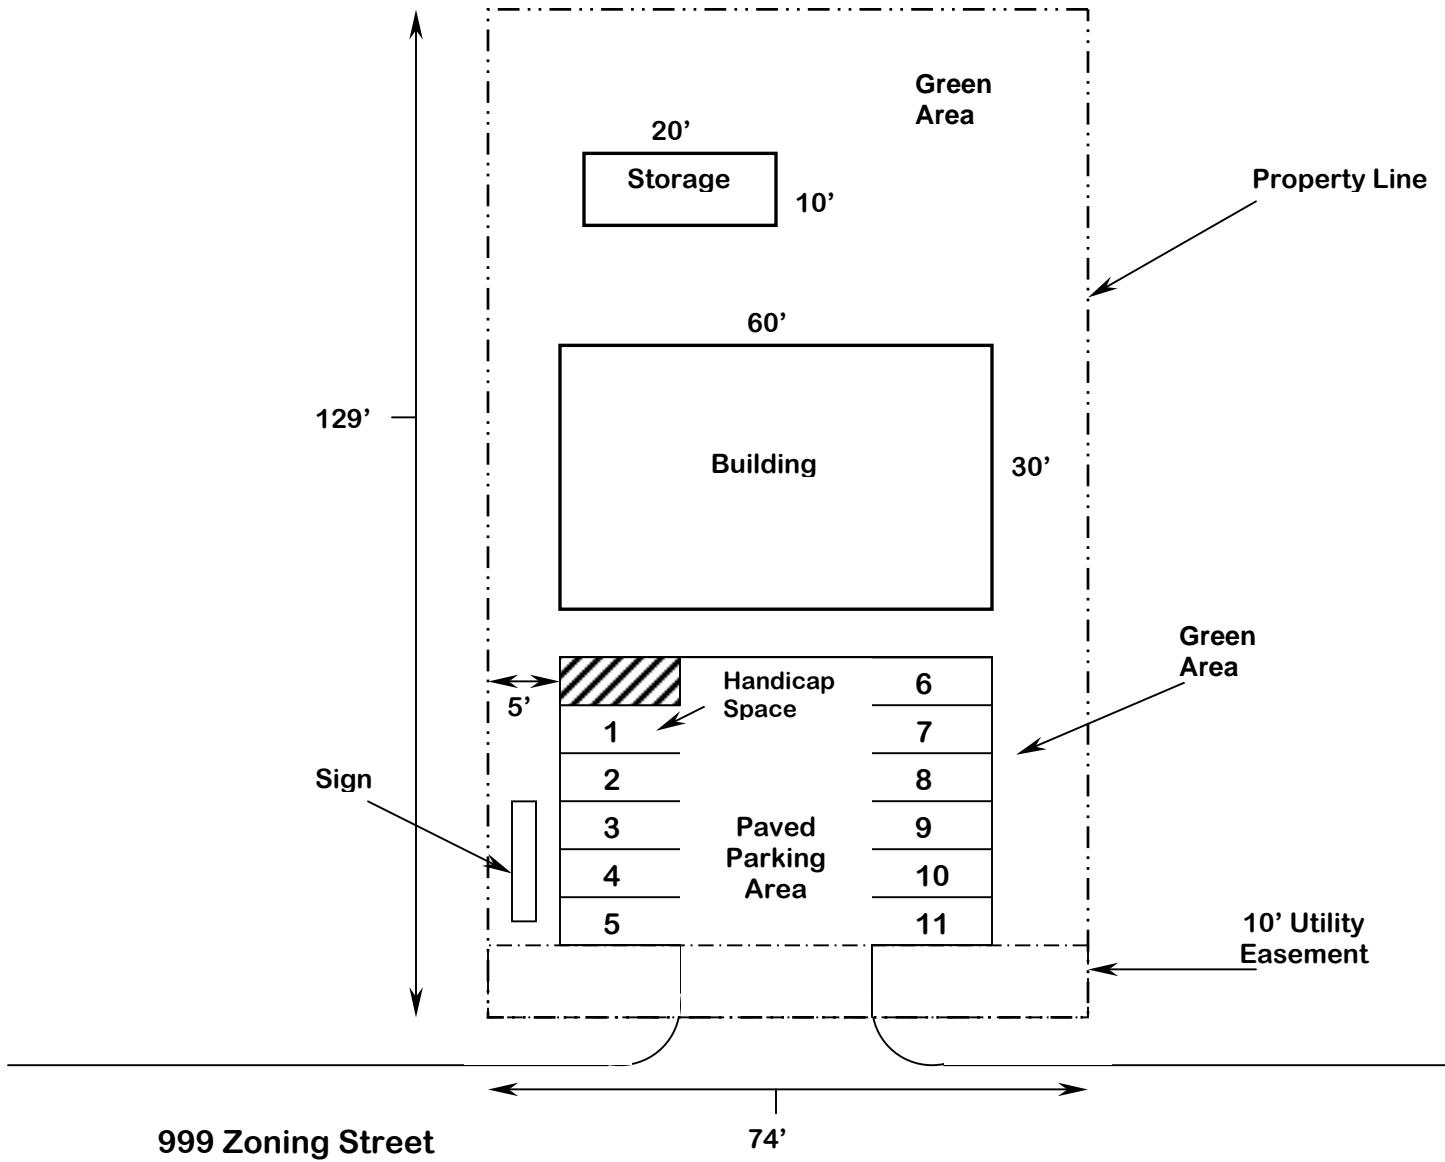 Green
Area
20’
Storage
10’
Property Line
60’
129’
Building
30’
Green
Area
5’
Handicap
Space
6
1
7
Sign
2
8
3
Paved
Parking
Area
9
4
10
5
11
10’ Utility
Easement
999 Zoning Street
74’